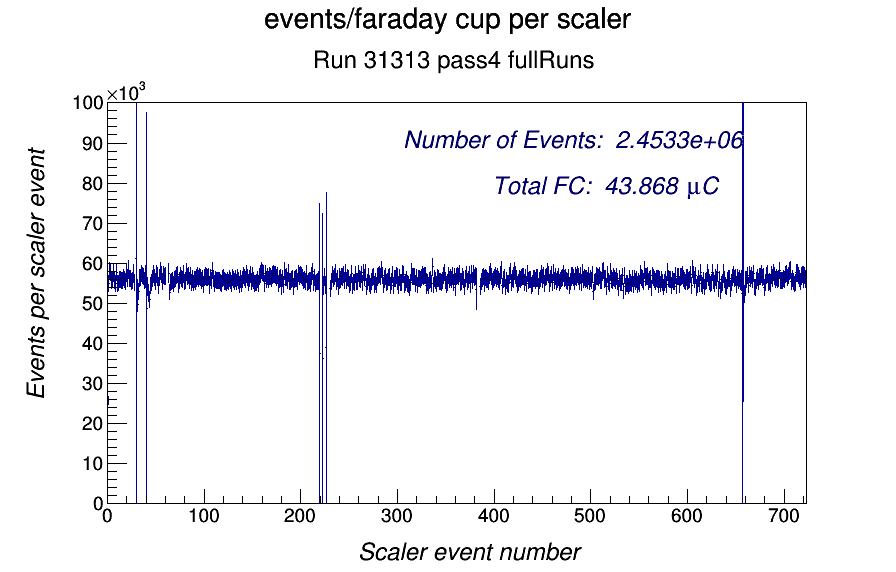 events/faraday cup per scaler
Run 31313 pass4 fullRuns
×10³
100
90
80
70
60
50
40
30
20
10
0
Events per scaler event
Number of Events: 2.4533e+06
Total FC: 43.868 μC
0 100 200 300 400 500 600 700
Scaler event number